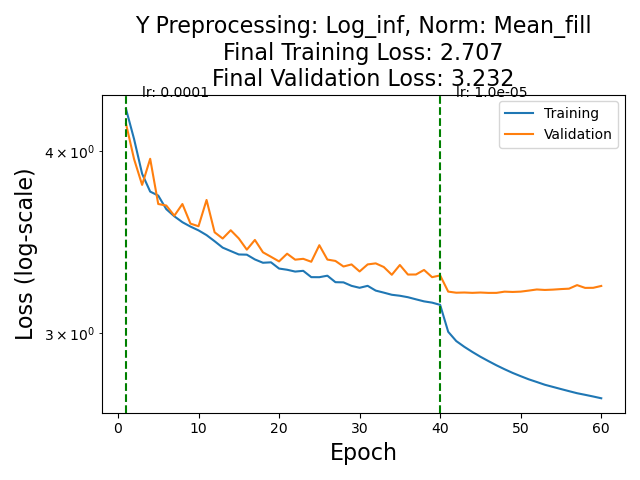 Y Preprocessing: Log_inf, Norm: Mean_fill
Final Training Loss: 2.707
Final Validation Loss: 3.232
lr: 0.0001
lr: 1.0e-05
Training
Validation
4 × 10⁰
3 × 10⁰
Loss (log-scale)
0 10 20 30 40 50 60
Epoch